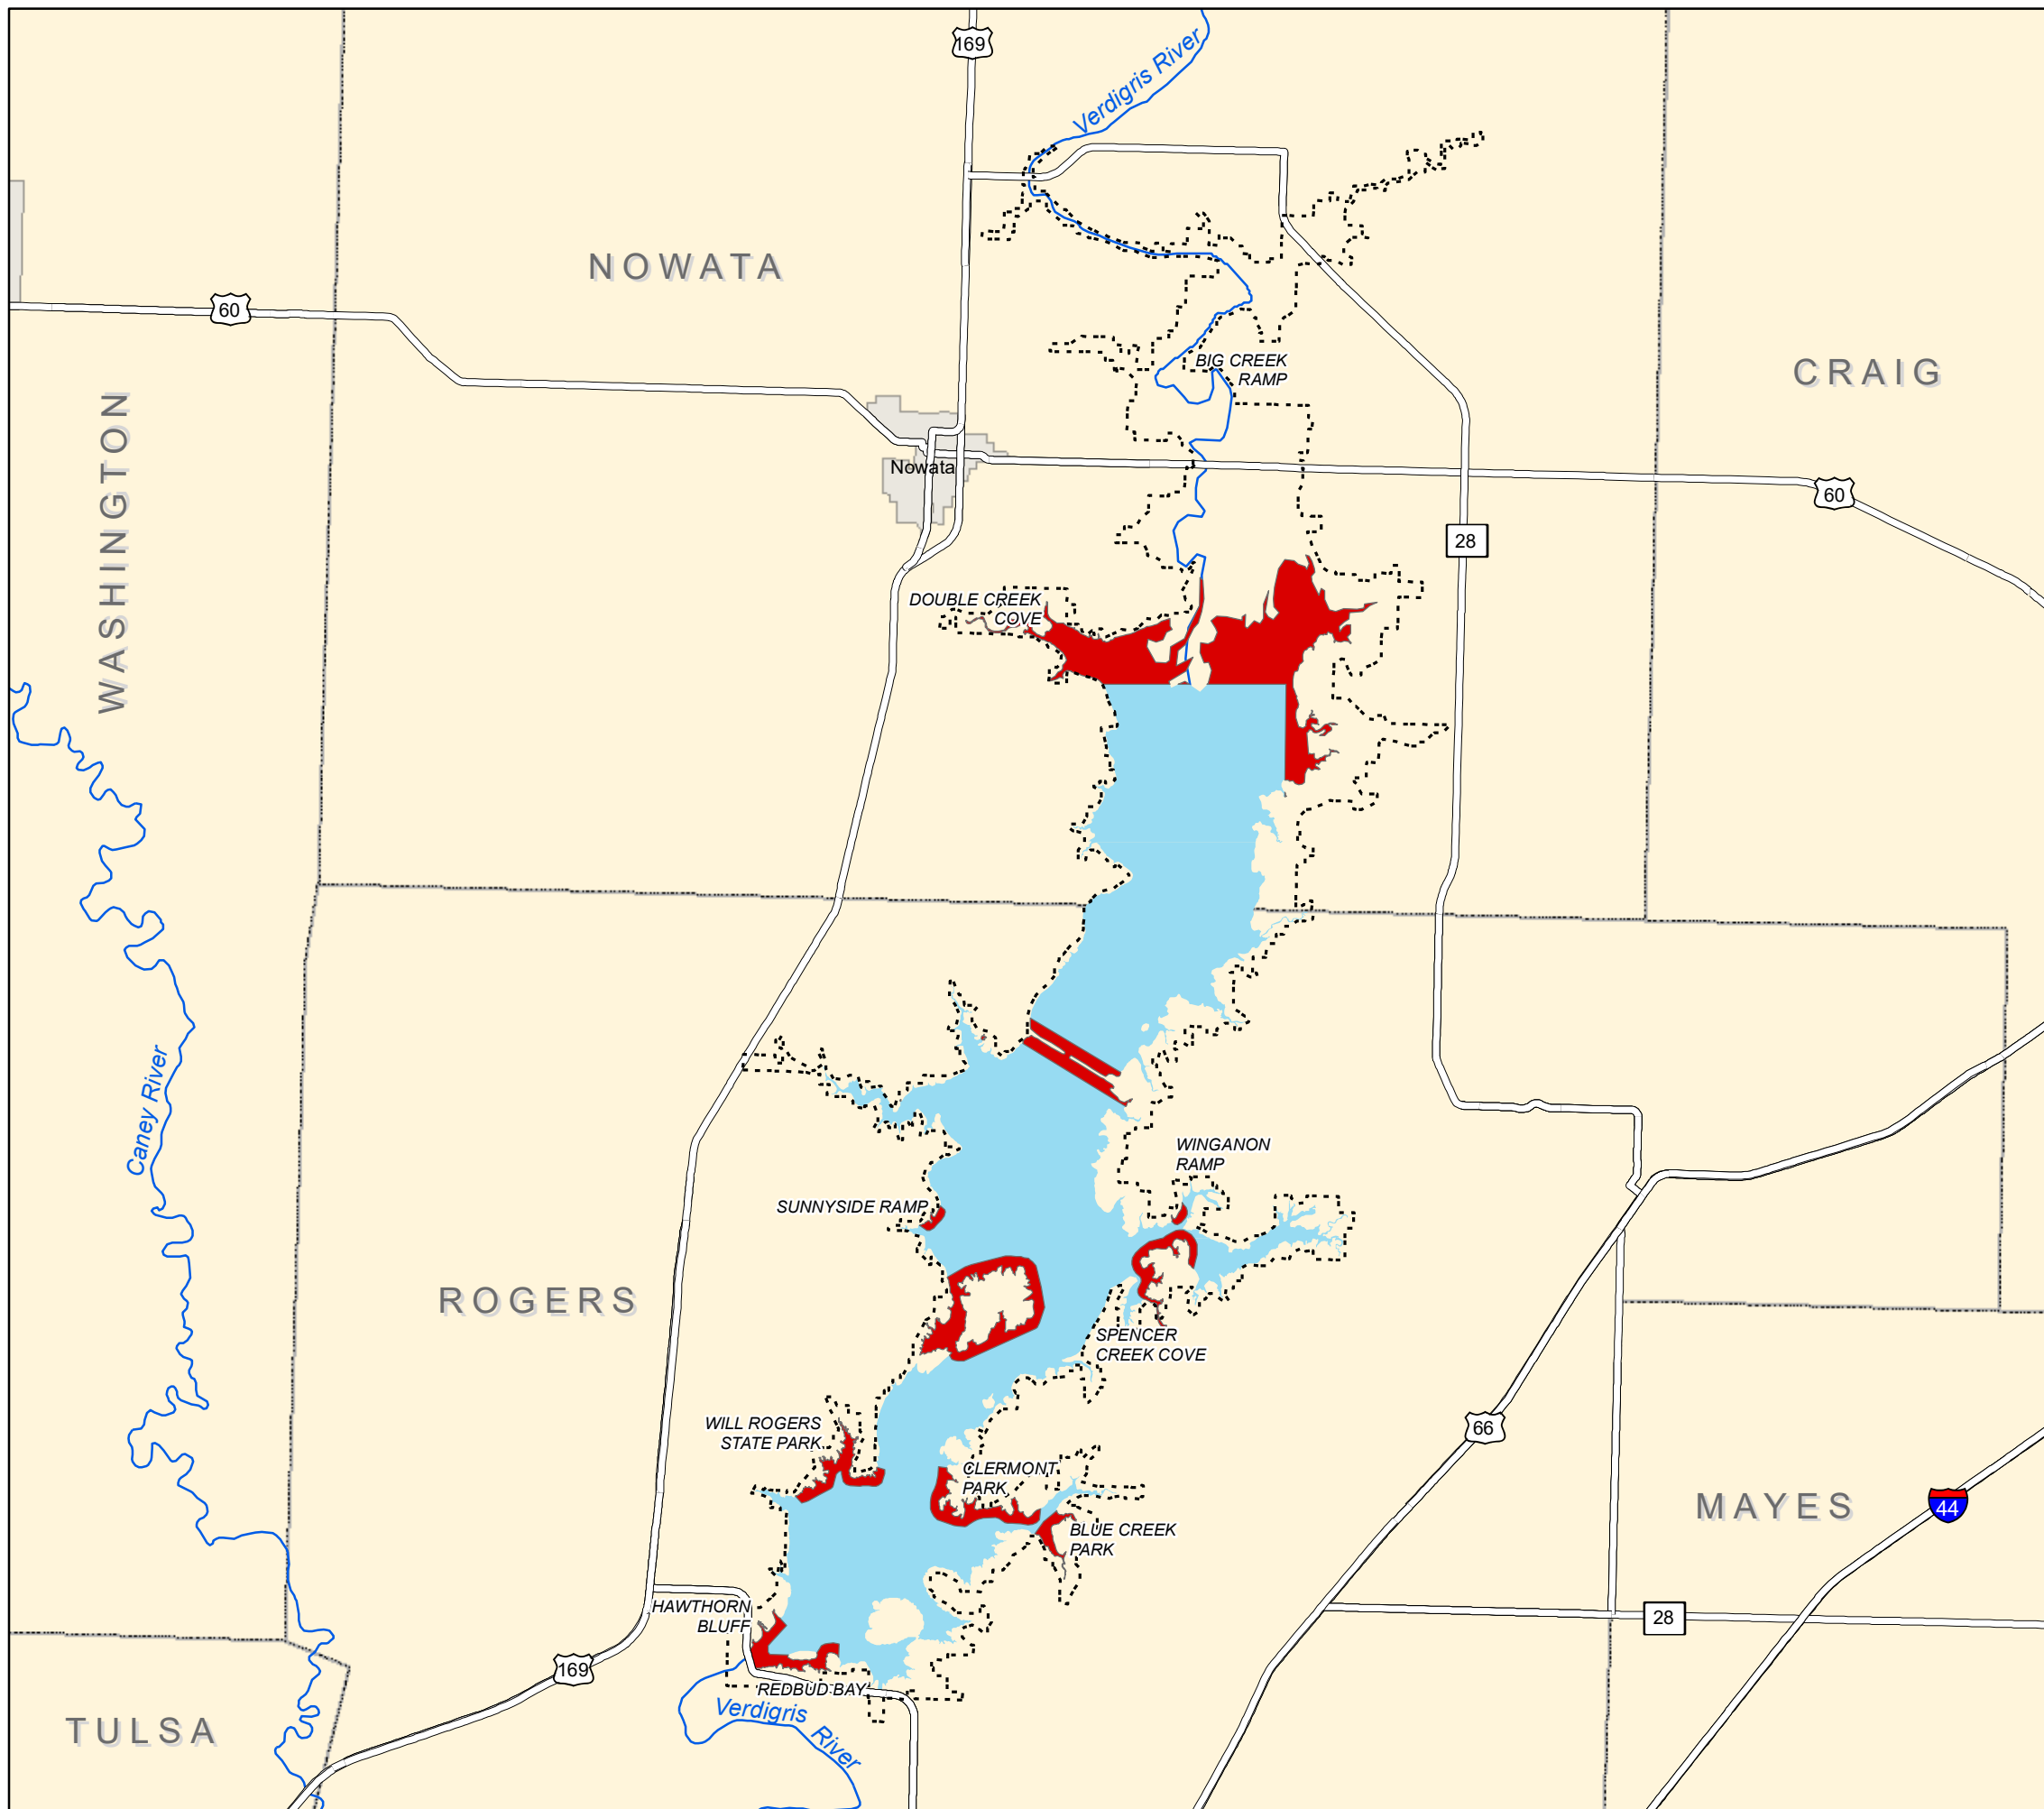 169
Verdigris River
NOWATA
60
BIG CREEK
RAMP
CRAIG
WASHINGTON
Nowata
60
28
DOUBLE CREEK
COVE
Caney River
WINGANON
RAMP
SUNNYSIDE RAMP
ROGERS
SPENCER
CREEK COVE
WILL ROGERS
STATE PARK
66
CLERMONT
PARK
MAYES
44
BLUE CREEK
PARK
HAWTHORN
BLUFF
28
169
REDBUD BAY
Verdigris River
TULSA